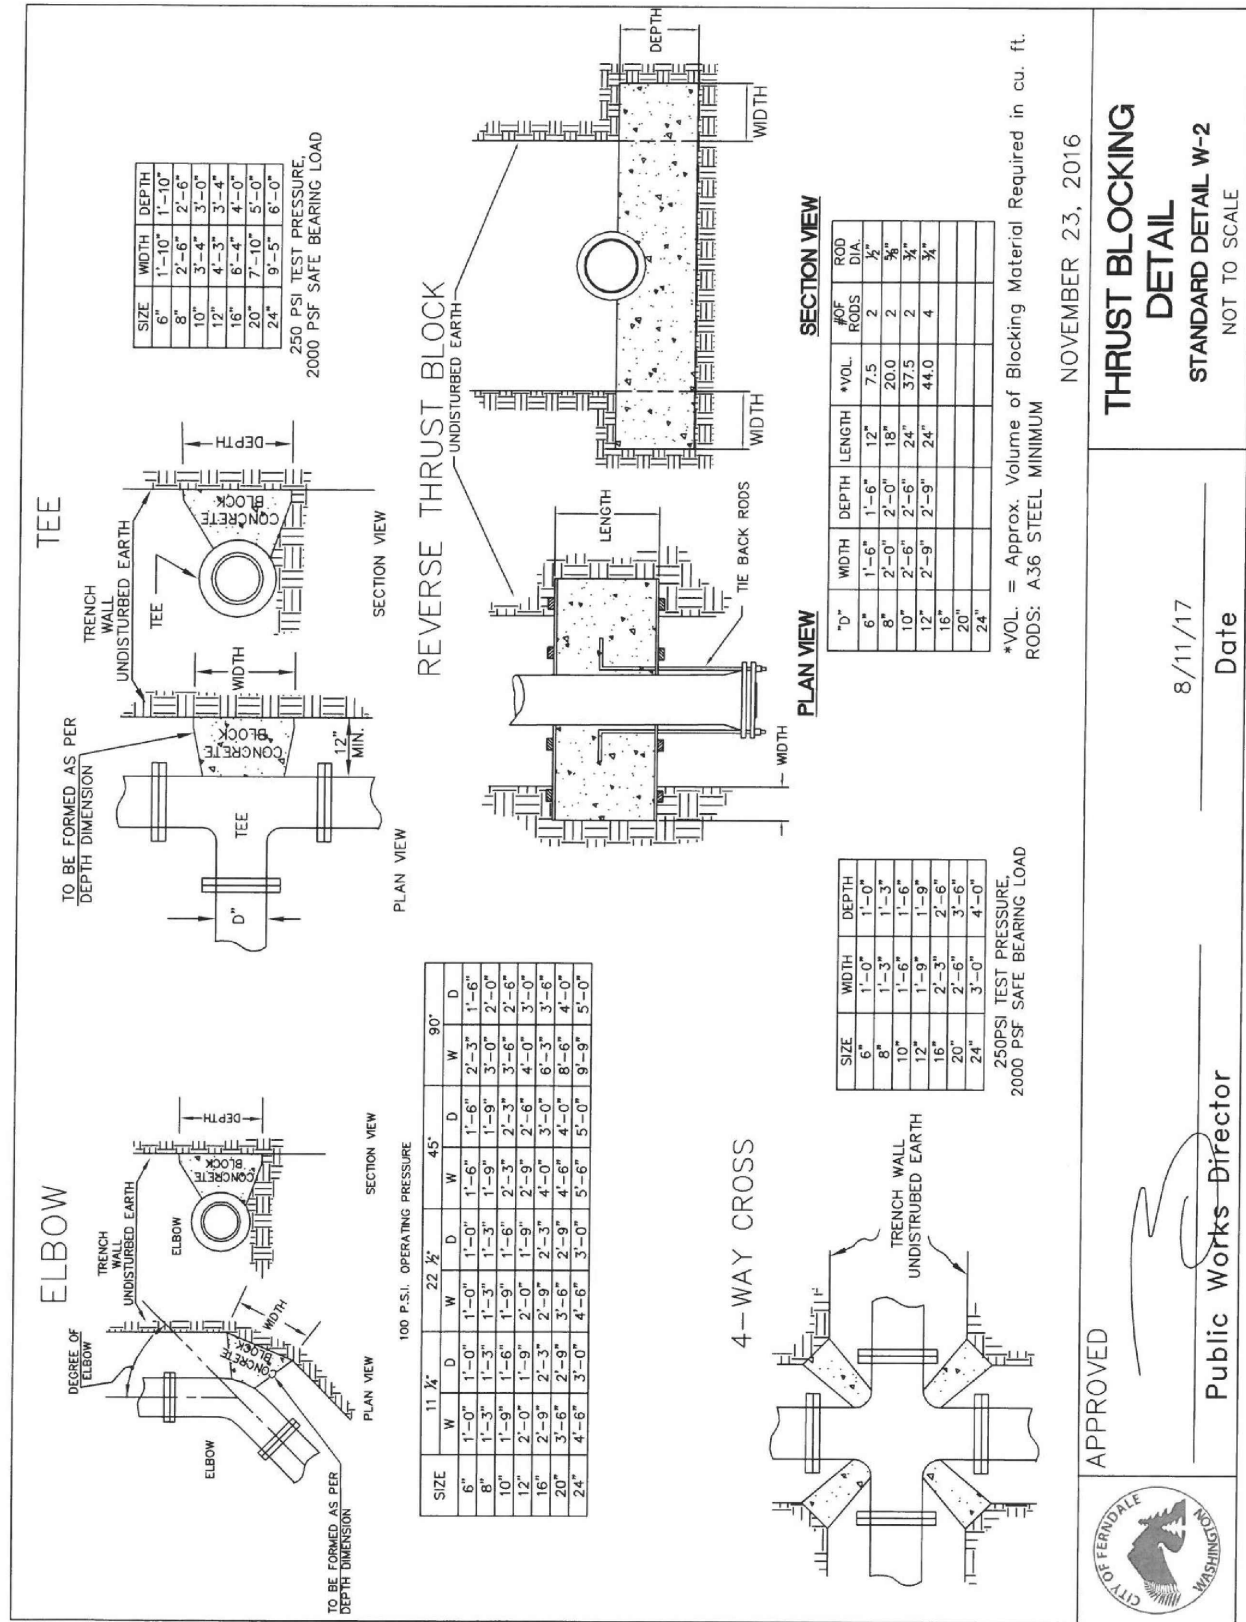 ELBOW
DEGREE OF
ELBOW
TRENCH
WALL
UNDISTURBED EARTH
ELBOW
ELBOW
CONCRETE
BLOCK
WIDTH
CONCRETE
BLOCK
DEPTH
TO BE FORMED AS PER
DEPTH DIMENSION
PLAN VIEW
SECTION VIEW
TEE
TO BE FORMED AS PER
DEPTH DIMENSION
TRENCH
WALL
UNDISTURBED EARTH
TEE
D"
TEE
CONCRETE
BLOCK
12"
MIN.
WIDTH
CONCRETE
BLOCK
DEPTH
PLAN VIEW
SECTION VIEW
SIZE WIDTH DEPTH
6" 1'-10" 1'-10"
8" 2'-6" 2'-6"
10" 3'-4" 3'-0"
12" 4'-3" 3'-4"
16" 6'-4" 4'-0"
20" 7'-10" 5'-0"
24" 9'-5" 6'-0"
250 PSI TEST PRESSURE,
2000 PSF SAFE BEARING LOAD
100 P.S.I. OPERATING PRESSURE
SIZE 11 ¼° 22 ½° 45° 90°
W D W D W D W D
6" 1'-0" 1'-0" 1'-0" 1'-0" 1'-6" 1'-6" 2'-3" 1'-6"
8" 1'-3" 1'-3" 1'-3" 1'-3" 1'-9" 1'-9" 3'-0" 2'-0"
10" 1'-9" 1'-6" 1'-9" 1'-6" 2'-3" 2'-3" 3'-6" 2'-6"
12" 2'-0" 1'-9" 2'-0" 1'-9" 2'-9" 2'-6" 4'-0" 3'-0"
16" 2'-9" 2'-3" 2'-9" 2'-3" 4'-0" 3'-0" 6'-3" 3'-6"
20" 3'-6" 2'-9" 3'-6" 2'-9" 4'-6" 4'-0" 8'-6" 4'-0"
24" 4'-6" 3'-0" 4'-6" 3'-0" 5'-6" 5'-0" 9'-9" 5'-0"
REVERSE THRUST BLOCK
UNDISTURBED EARTH
LENGTH
TIE BACK RODS
WIDTH
PLAN VIEW
DEPTH
WIDTH
WIDTH
SECTION VIEW
4-WAY CROSS
TRENCH WALL
UNDISTRUBED EARTH
SIZE WIDTH DEPTH
6" 1'-0" 1'-0"
8" 1'-3" 1'-3"
10" 1'-6" 1'-6"
12" 1'-9" 1'-9"
16" 2'-3" 2'-6"
20" 2'-6" 3'-6"
24" 3'-0" 4'-0"
250PSI TEST PRESSURE,
2000 PSF SAFE BEARING LOAD
"D" WIDTH DEPTH LENGTH *VOL. #OF RODS ROD DIA.
6" 1'-6" 1'-6" 12" 7.5 2 ½"
8" 2'-0" 2'-0" 18" 20.0 2 ⅝"
10" 2'-6" 2'-6" 24" 37.5 2 ¾"
12" 2'-9" 2'-9" 24" 44.0 4 ¾"
16"
20"
24"
*VOL. = Approx. Volume of Blocking Material Required in cu. ft.
RODS: A36 STEEL MINIMUM
NOVEMBER 23, 2016
CITY OF FERNDALE
WASHINGTON
APPROVED
Public Works Director
8/11/17
Date
THRUST BLOCKING
DETAIL
STANDARD DETAIL W-2
NOT TO SCALE